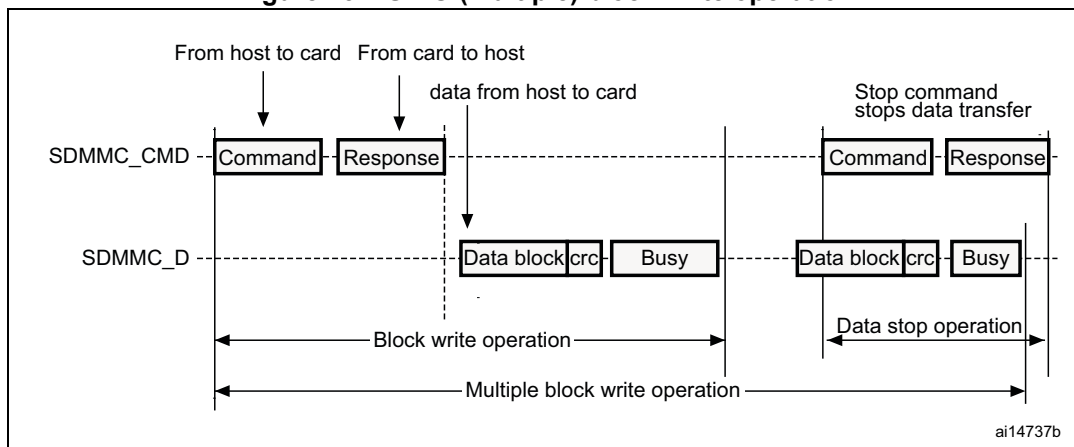 From host to card From card to host
data from host to card
Stop command
stops data transfer
SDMMC_CMD Command Response Command Response
SDMMC_D Data block crc Busy Data block crc Busy
Block write operation Data stop operation
Multiple block write operation
ai14737b